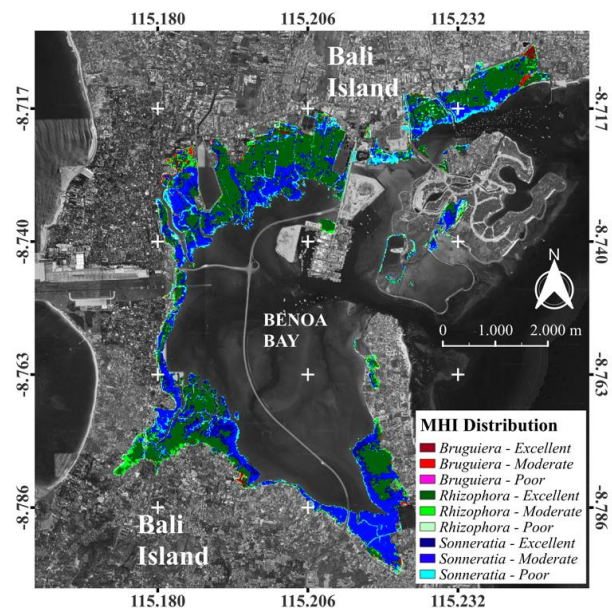 115.180 115.206 115.232
Bali
Island
-8.717 -8.717
-8.740 -8.740
N
0 1.000 2.000 m
BENOA
BAY
-8.763 -8.763
MHI Distribution
Bruguiera - Excellent
Bruguiera - Moderate
Bruguiera - Poor
Rhizophora - Excellent
Rhizophora - Moderate
Rhizophora - Poor
Sonneratia - Excellent
Sonneratia - Moderate
Sonneratia - Poor
-8.786 -8.786
Bali
Island
115.180 115.206 115.232